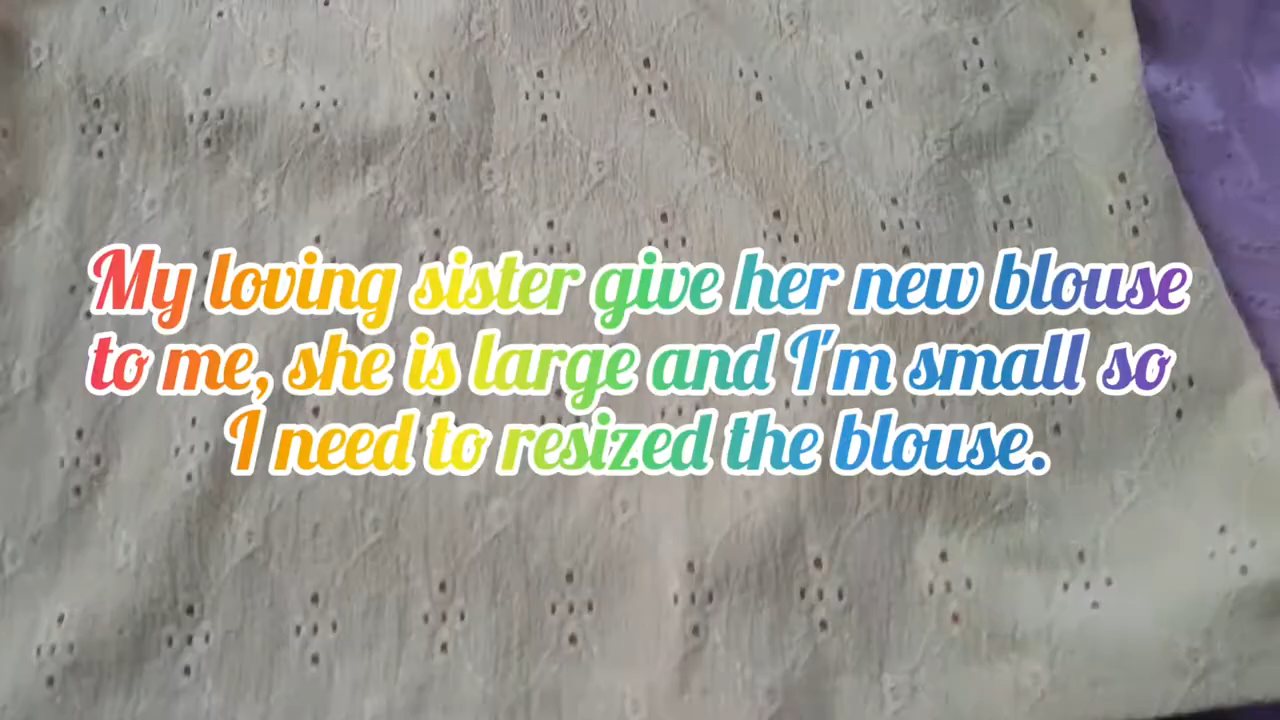 My loving sister give her new blouse
to me, she is large and I'm small so
I need to resized the blouse.